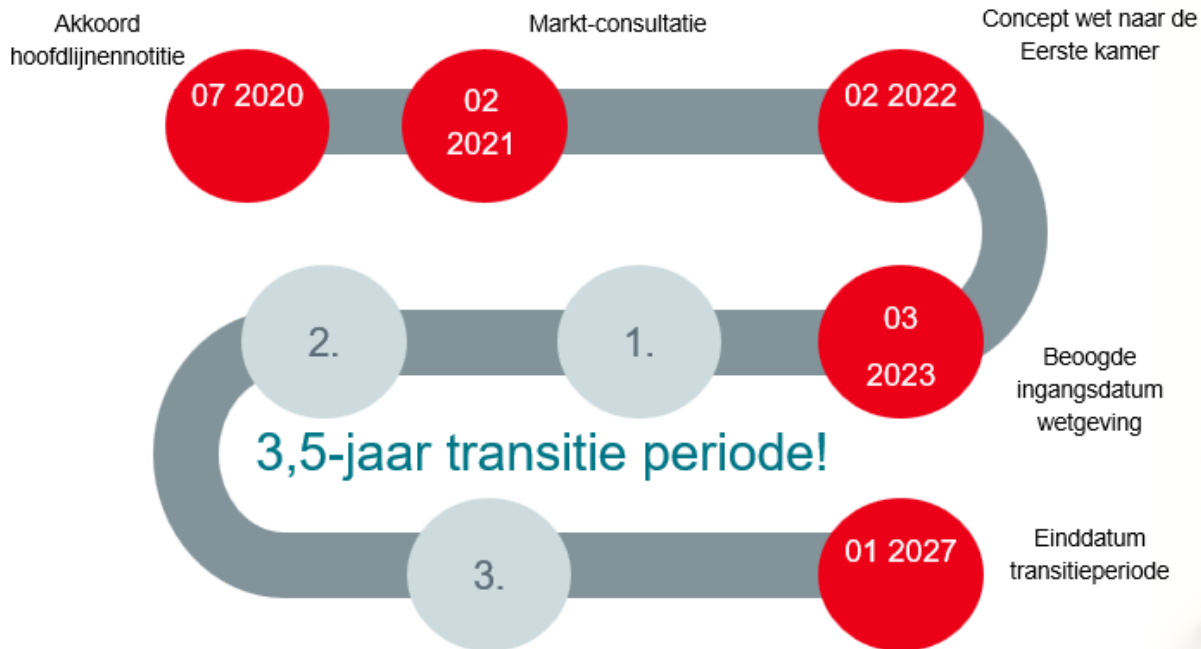 Akkoord
hoofdlijnennotitie
Markt-consultatie
Concept wet naar de
Eerste kamer
07 2020
02
2021
02 2022
2.
1.
03
2023
Beoogde
ingangsdatum
wetgeving
3,5-jaar transitie periode!
3.
01 2027
Einddatum
transitieperiode